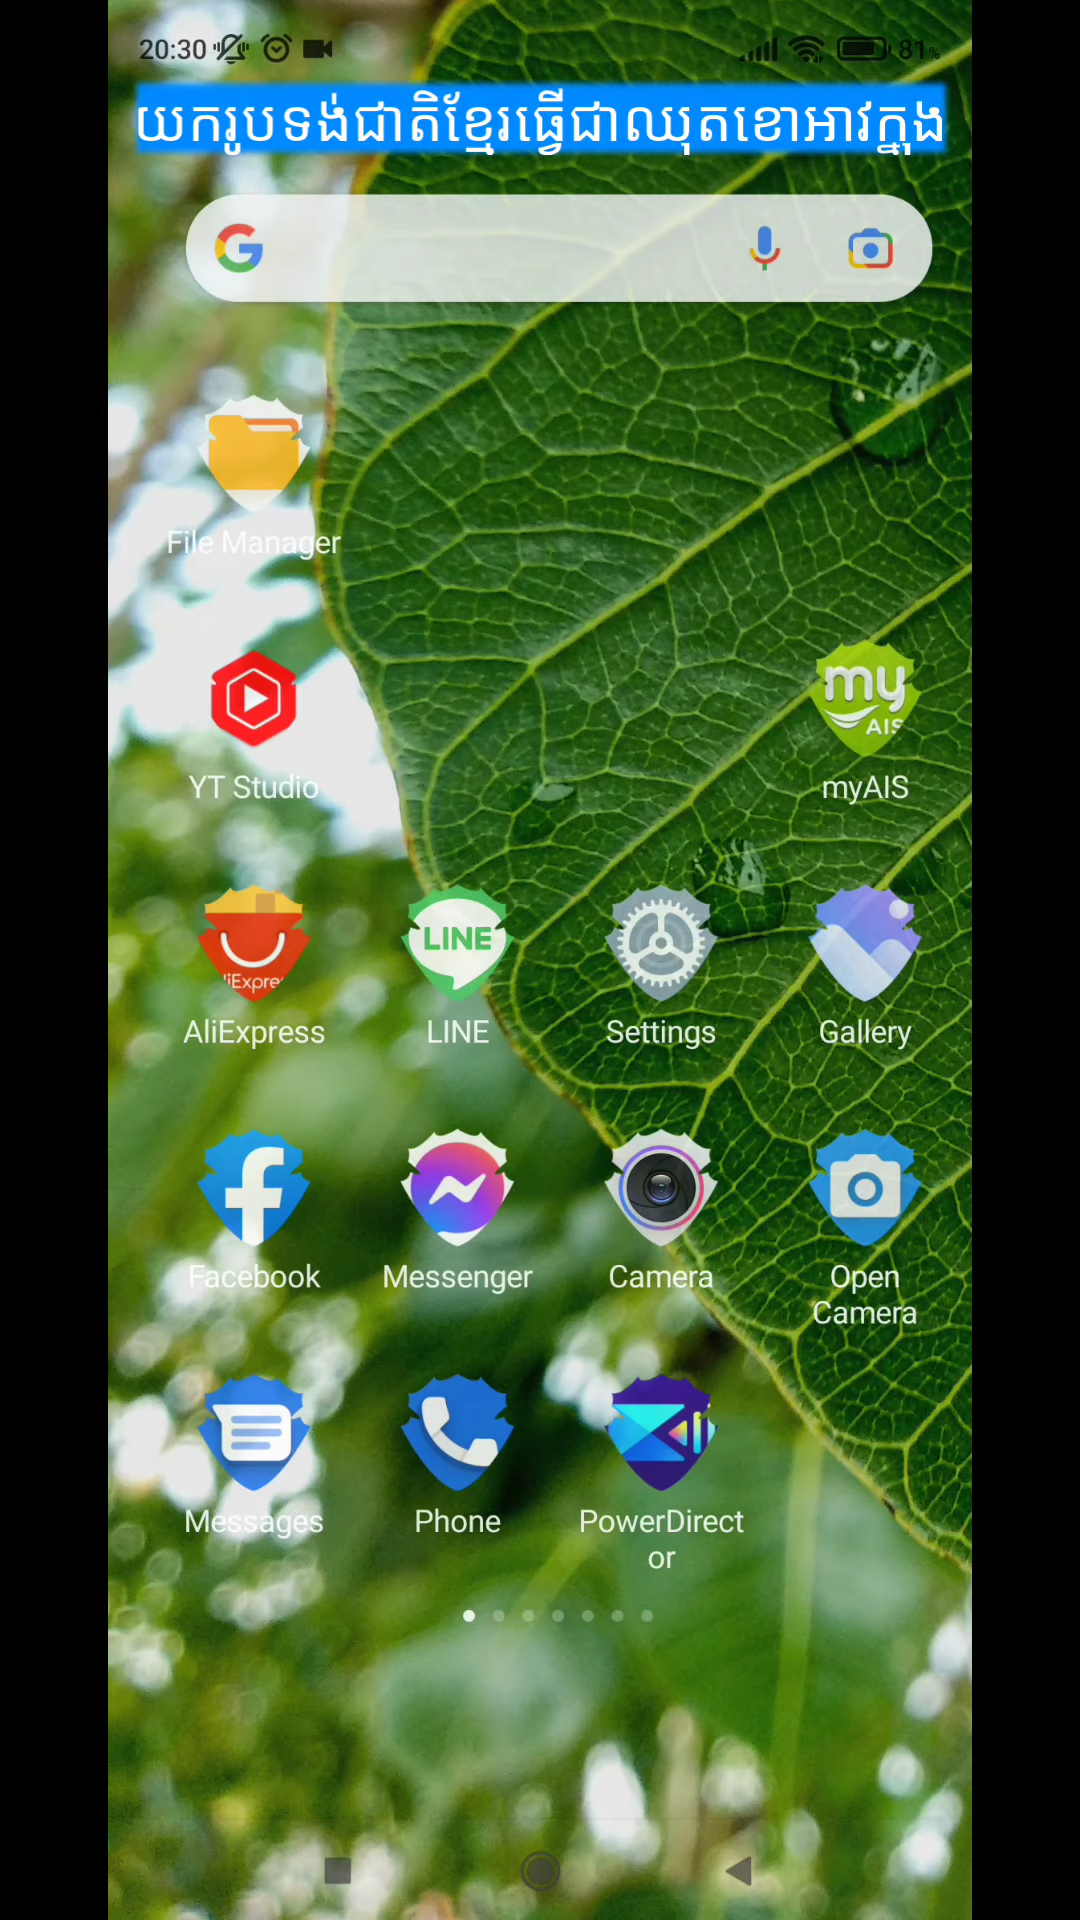 20:30
81%
យករូបទង់ជាតិខ្មែរធ្វើជាឈុតខោអាវក្នុង
File Manager
YT Studio
my
AIS
myAIS
AliExpress
LINE
LINE
Settings
Gallery
Facebook
Messenger
Camera
Open
Camera
Messages
Phone
PowerDirect
or